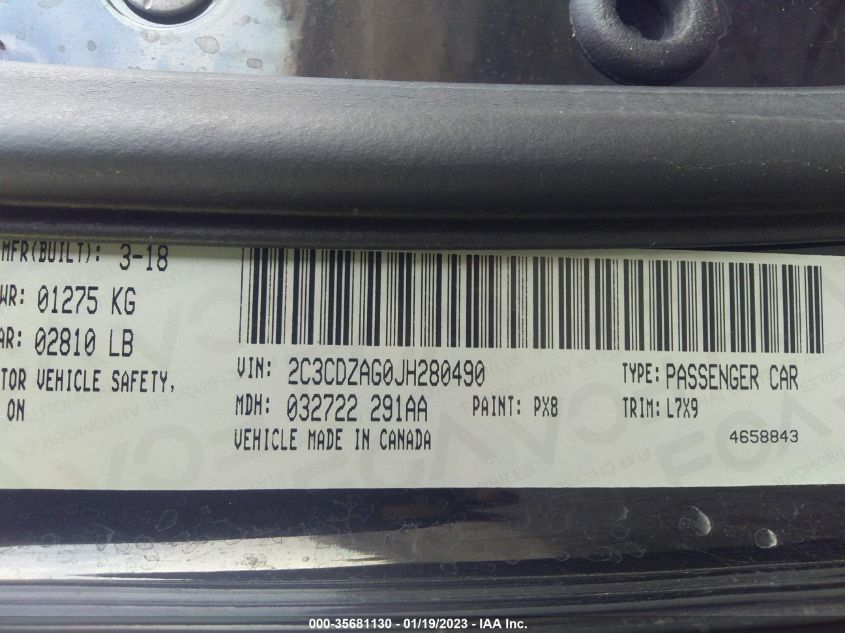 MFR(BUILT): 3-18
WR: 01275 KG
AR: 02810 LB
TOR VEHICLE SAFETY,
ON
VIN: 2C3CDZAG0JH280490
TYPE: PASSENGER CAR
MDH: 032722 291AA
PAINT: PX8
TRIM: L7X9
VEHICLE MADE IN CANADA
4658843
000-35681130 - 01/19/2023 - IAA Inc.